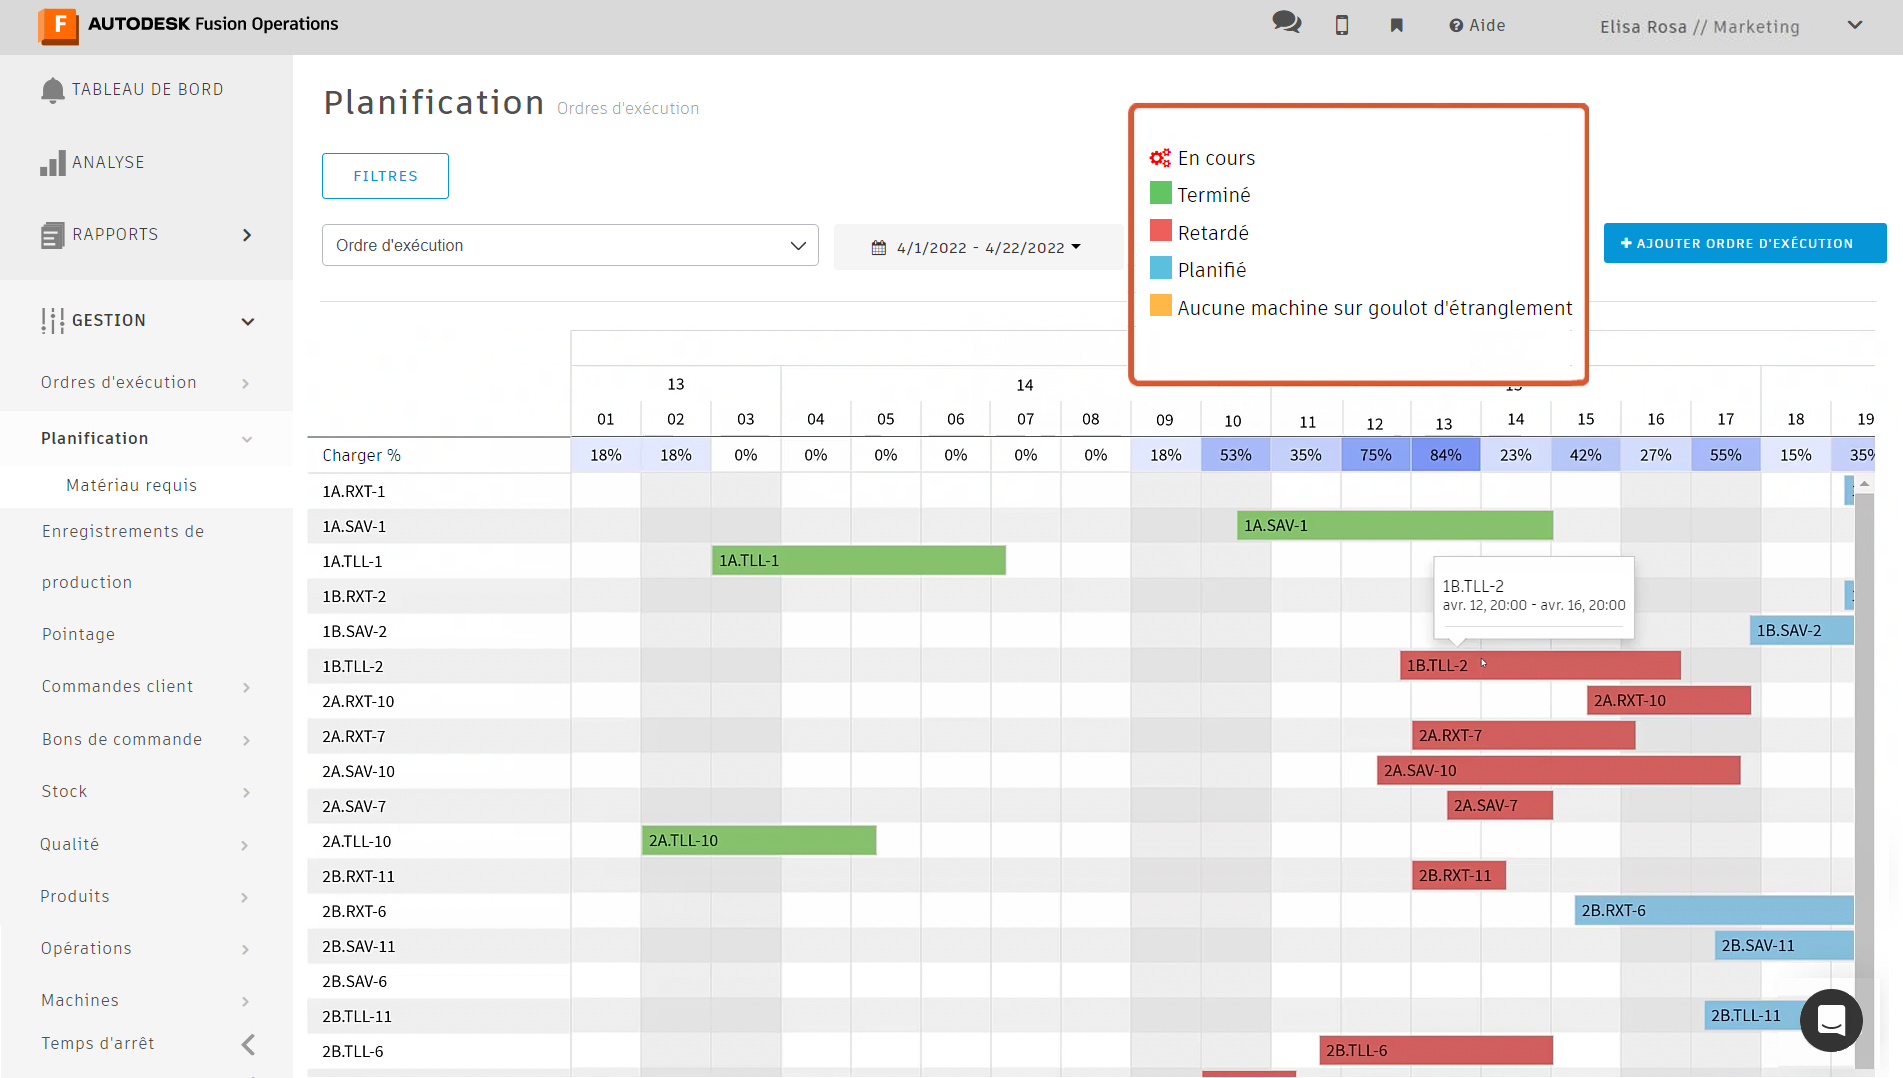 AUTODESK Fusion Operations
Aide
Elisa Rosa // Marketing
TABLEAU DE BORD
ANALYSE
RAPPORTS
GESTION
Ordres d'exécution
Planification
Matériau requis
Enregistrements de
production
Pointage
Commandes client
Bons de commande
Stock
Qualité
Produits
Opérations
Machines
Temps d'arrêt
Planification Ordres d'exécution
FILTRES
Ordre d'exécution
4/1/2022 - 4/22/2022
En cours
Terminé
Retardé
Planifié
Aucune machine sur goulot d'étranglement
+ AJOUTER ORDRE D'EXÉCUTION
13 14
01 02 03 04 05 06 07 08 09 10 11 12 13 14 15 16 17 18 19
Charger % 18% 18% 0% 0% 0% 0% 0% 0% 18% 53% 35% 75% 84% 23% 42% 27% 55% 15% 35%
1A.RXT-1
1A.SAV-1 1A.SAV-1
1A.TLL-1 1A.TLL-1
1B.TLL-2
avr. 12, 20:00 - avr. 16, 20:00
1B.RXT-2
1B.SAV-2 1B.SAV-2
1B.TLL-2 1B.TLL-2
2A.RXT-10 2A.RXT-10
2A.RXT-7 2A.RXT-7
2A.SAV-10 2A.SAV-10
2A.SAV-7 2A.SAV-7
2A.TLL-10 2A.TLL-10
2B.RXT-11 2B.RXT-11
2B.RXT-6 2B.RXT-6
2B.SAV-11 2B.SAV-11
2B.SAV-6
2B.TLL-11 2B.TLL-11
2B.TLL-6 2B.TLL-6